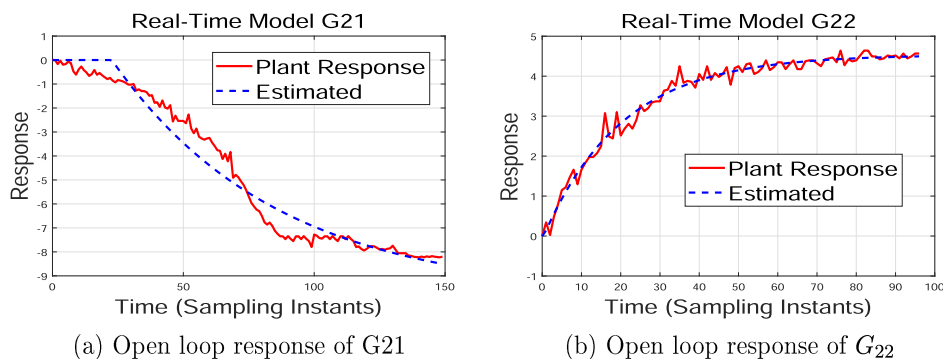 Real-Time Model G21
1
0
-1
-2
-3
-4
-5
-6
-7
-8
-9
Response
Plant Response
Estimated
0 50 100 150
Time (Sampling Instants)
(a) Open loop response of G21
Real-Time Model G22
5
4
3
2
1
0
-1
Response
Plant Response
Estimated
0 10 20 30 40 50 60 70 80 90 100
Time (Sampling Instants)
(b) Open loop response of G22